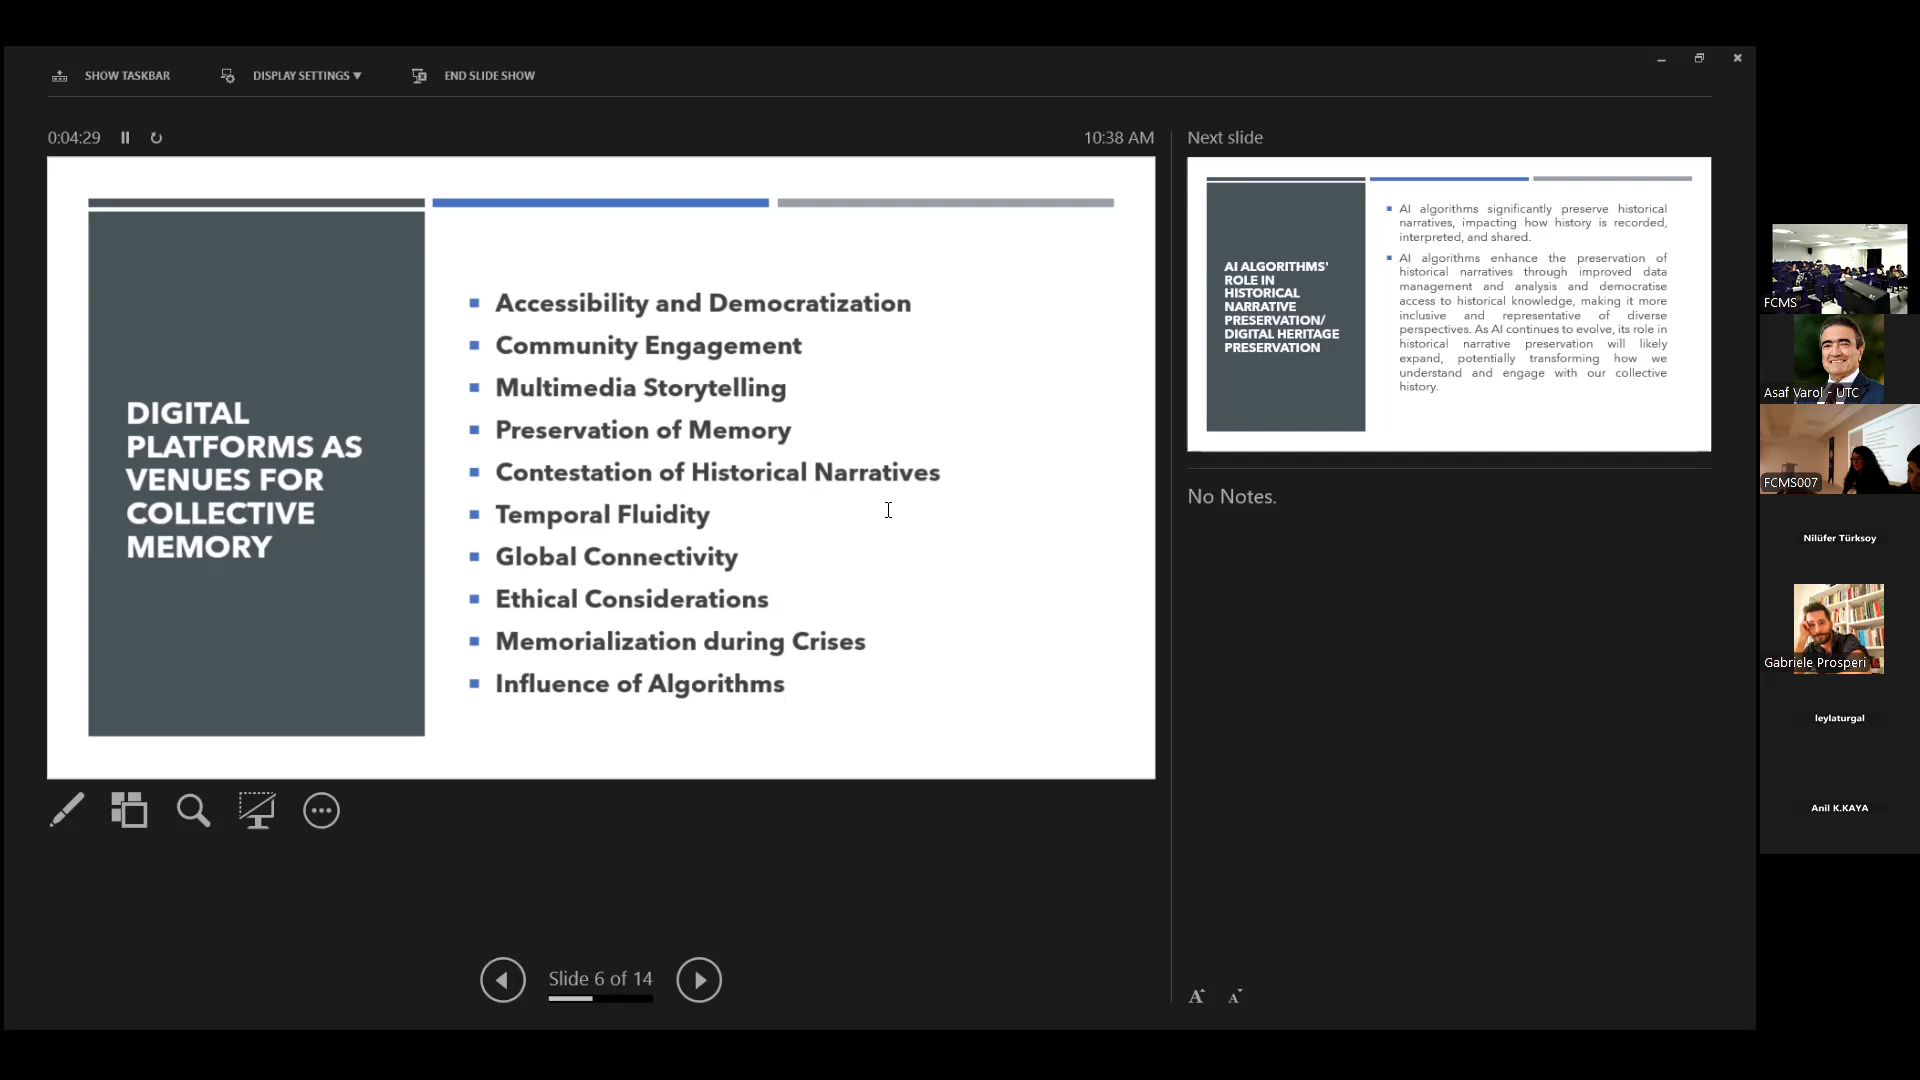 SHOW TASKBAR
DISPLAY SETTINGS ▼
END SLIDE SHOW
0:04:29
10:38 AM
DIGITAL
PLATFORMS AS
VENUES FOR
COLLECTIVE
MEMORY
Accessibility and Democratization
Community Engagement
Multimedia Storytelling
Preservation of Memory
Contestation of Historical Narratives
Temporal Fluidity
Global Connectivity
Ethical Considerations
Memorialization during Crises
Influence of Algorithms
Slide 6 of 14
Next slide
AI ALGORITHMS'
ROLE IN
HISTORICAL
NARRATIVE
PRESERVATION/
DIGITAL HERITAGE
PRESERVATION
AI algorithms significantly preserve historical
narratives, impacting how history is recorded,
interpreted, and shared.
AI algorithms enhance the preservation of
historical narratives through improved data
management and analysis and democratise
access to historical knowledge, making it more
inclusive and representative of diverse
perspectives. As AI continues to evolve, its role in
historical narrative preservation will likely
expand, potentially transforming how we
understand and engage with our collective
history.
No Notes.
A A
FCMS
Asaf Varol - UTC
FCMS007
Nilüfer Türksoy
Gabriele Prosperi
leylaturgal
Anil K.KAYA